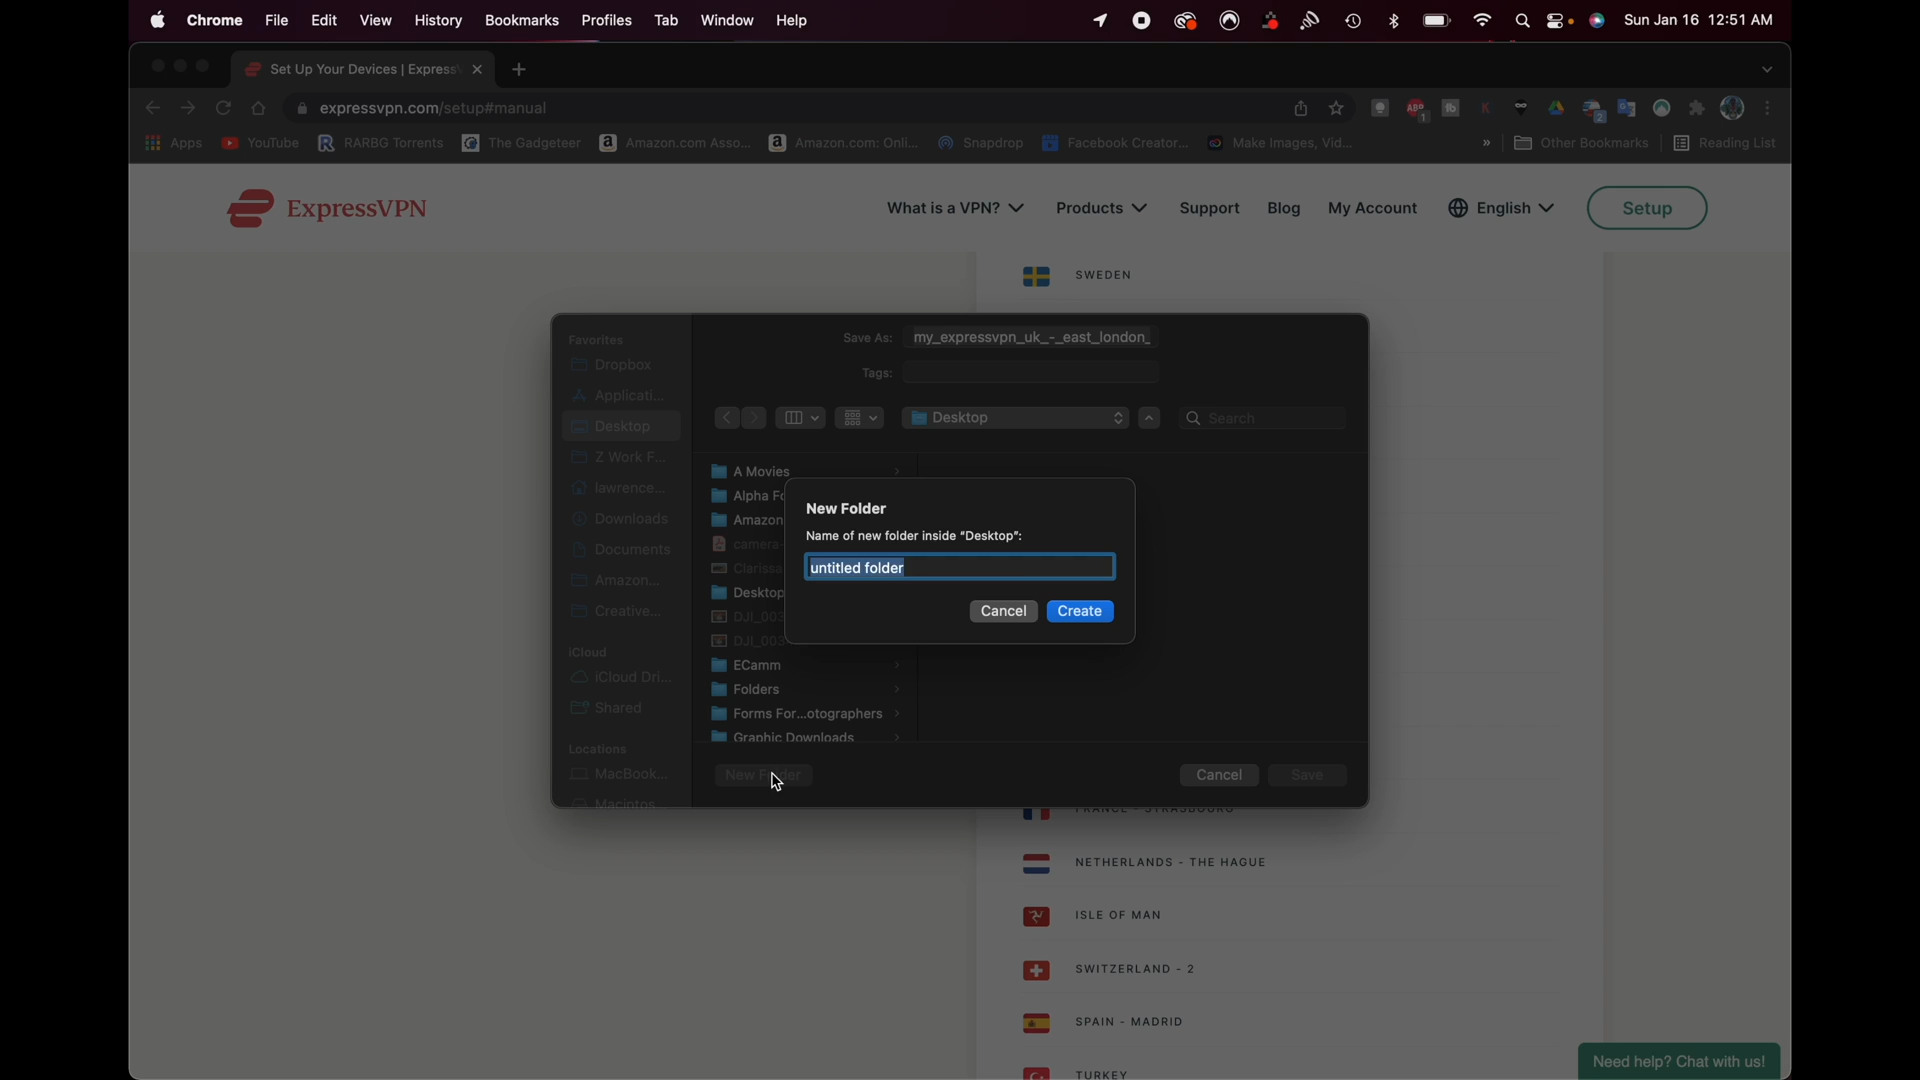 Chrome File Edit View History Bookmarks Profiles Tab Window Help Sun Jan 16 12:51 AM
Set Up Your Devices | Express
expressvpn.com/setup#manual
Apps YouTube RARBG Torrents The Gadgeteer Amazon.com Asso... Amazon.com: Onli... Snapdrop Facebook Creator... Make Images, Vid... » Other Bookmarks Reading List
ExpressVPN What is a VPN? Products Support Blog My Account English Setup
SWEDEN
Favorites
Dropbox
Applicati...
Desktop
Z Work F...
lawrence...
Downloads
Documents
Amazon...
Creative...
iCloud
iCloud Dri...
Shared
Locations
MacBook...
Macintos
Save As: my_expressvpn_uk_-_east_london_
Tags:
Desktop
Search
A Movies
Alpha Fo
Amazon
camera-
Clarissa
Desktop
DJI_003
DJI_003
ECamm
Folders
Forms For...otographers
Graphic Downloads
New Folder
Name of new folder inside “Desktop”:
untitled folder
Cancel Create
New Folder Cancel Save
FRANCE - STRASBOURG
NETHERLANDS - THE HAGUE
ISLE OF MAN
SWITZERLAND - 2
SPAIN - MADRID
TURKEY
Need help? Chat with us!